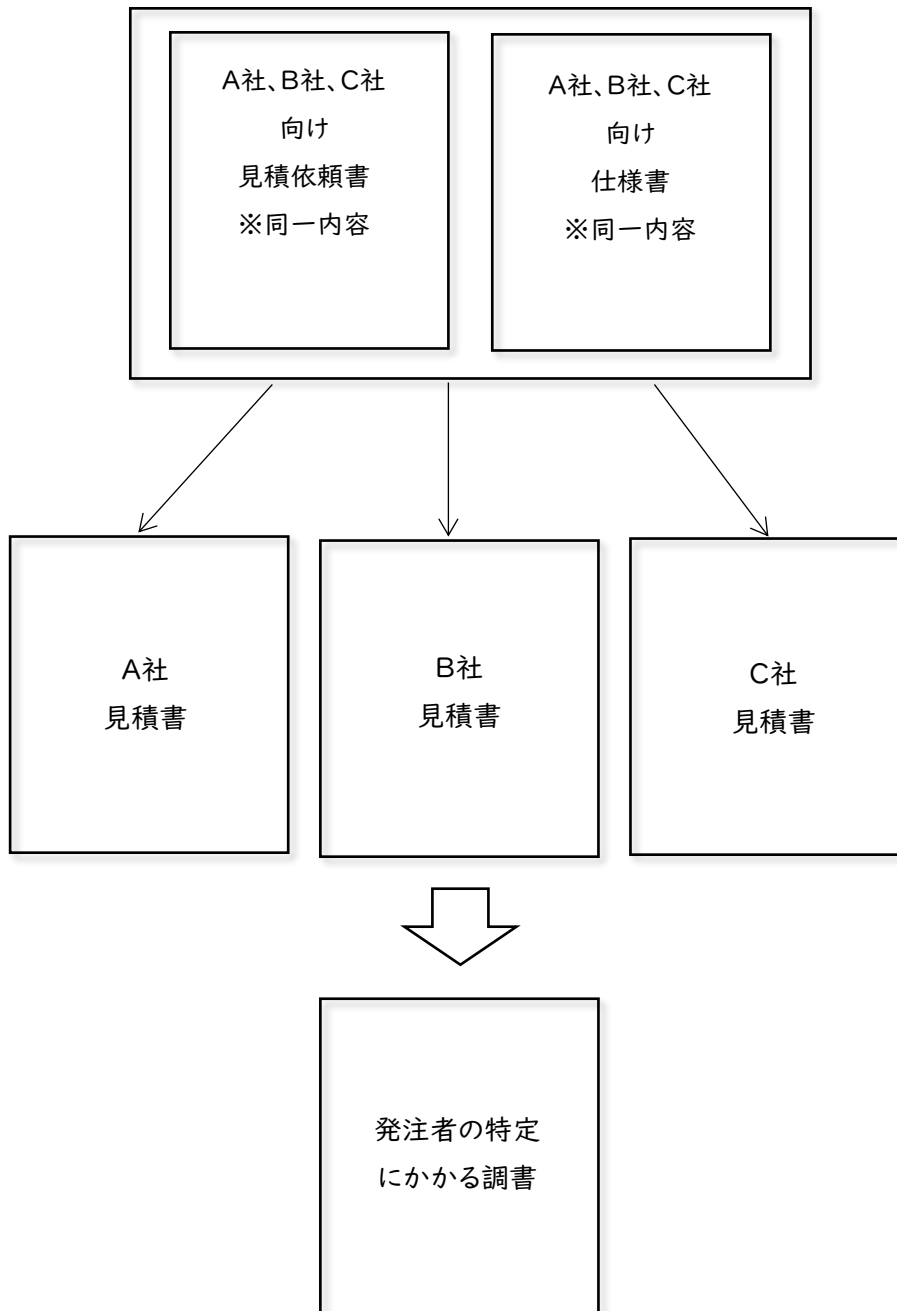 A社、B社、C社
向け
見積依頼書
※同一内容
A社、B社、C社
向け
仕様書
※同一内容
A社
見積書
B社
見積書
C社
見積書
発注者の特定
にかかる調書